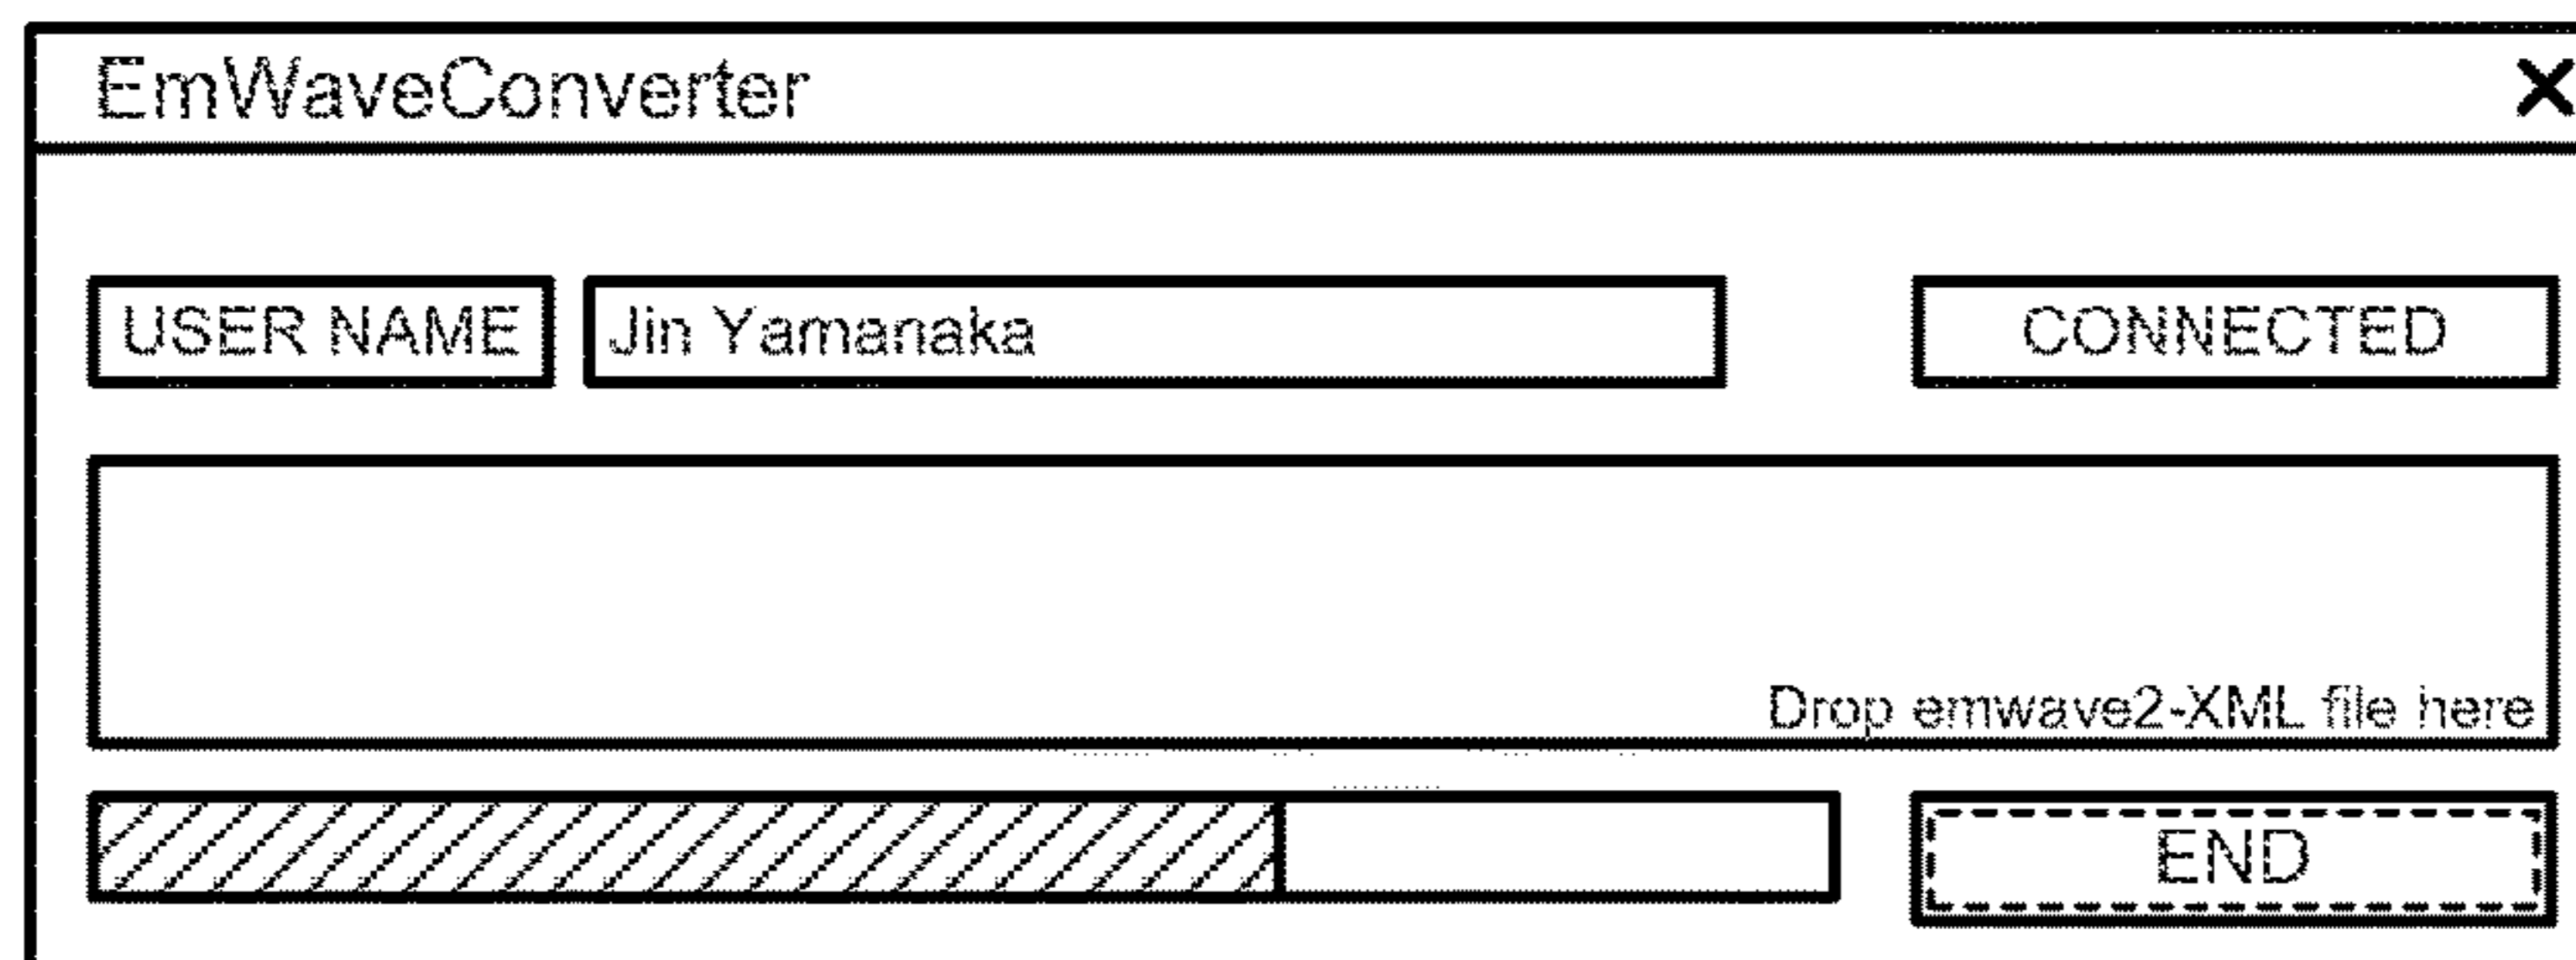 EmWaveConverter ×
USER NAME Jin Yamanaka CONNECTED
Drop emwave2-XML file here
END